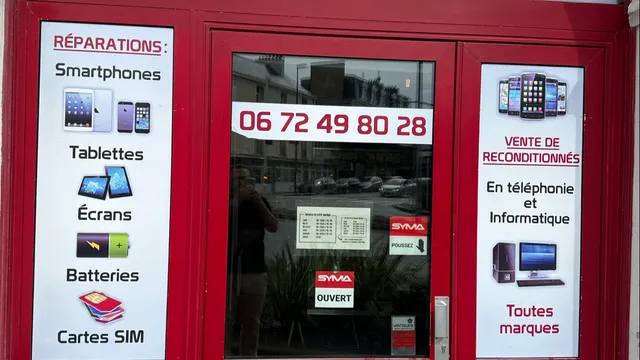 RÉPARATIONS :
Smartphones
Tablettes
Écrans
Batteries
Cartes SIM
06 72 49 80 28
SYMA
POUSSEZ
SYMA
OUVERT
VENTE DE
RECONDITIONNÉS
En téléphonie
et
Informatique
Toutes
marques